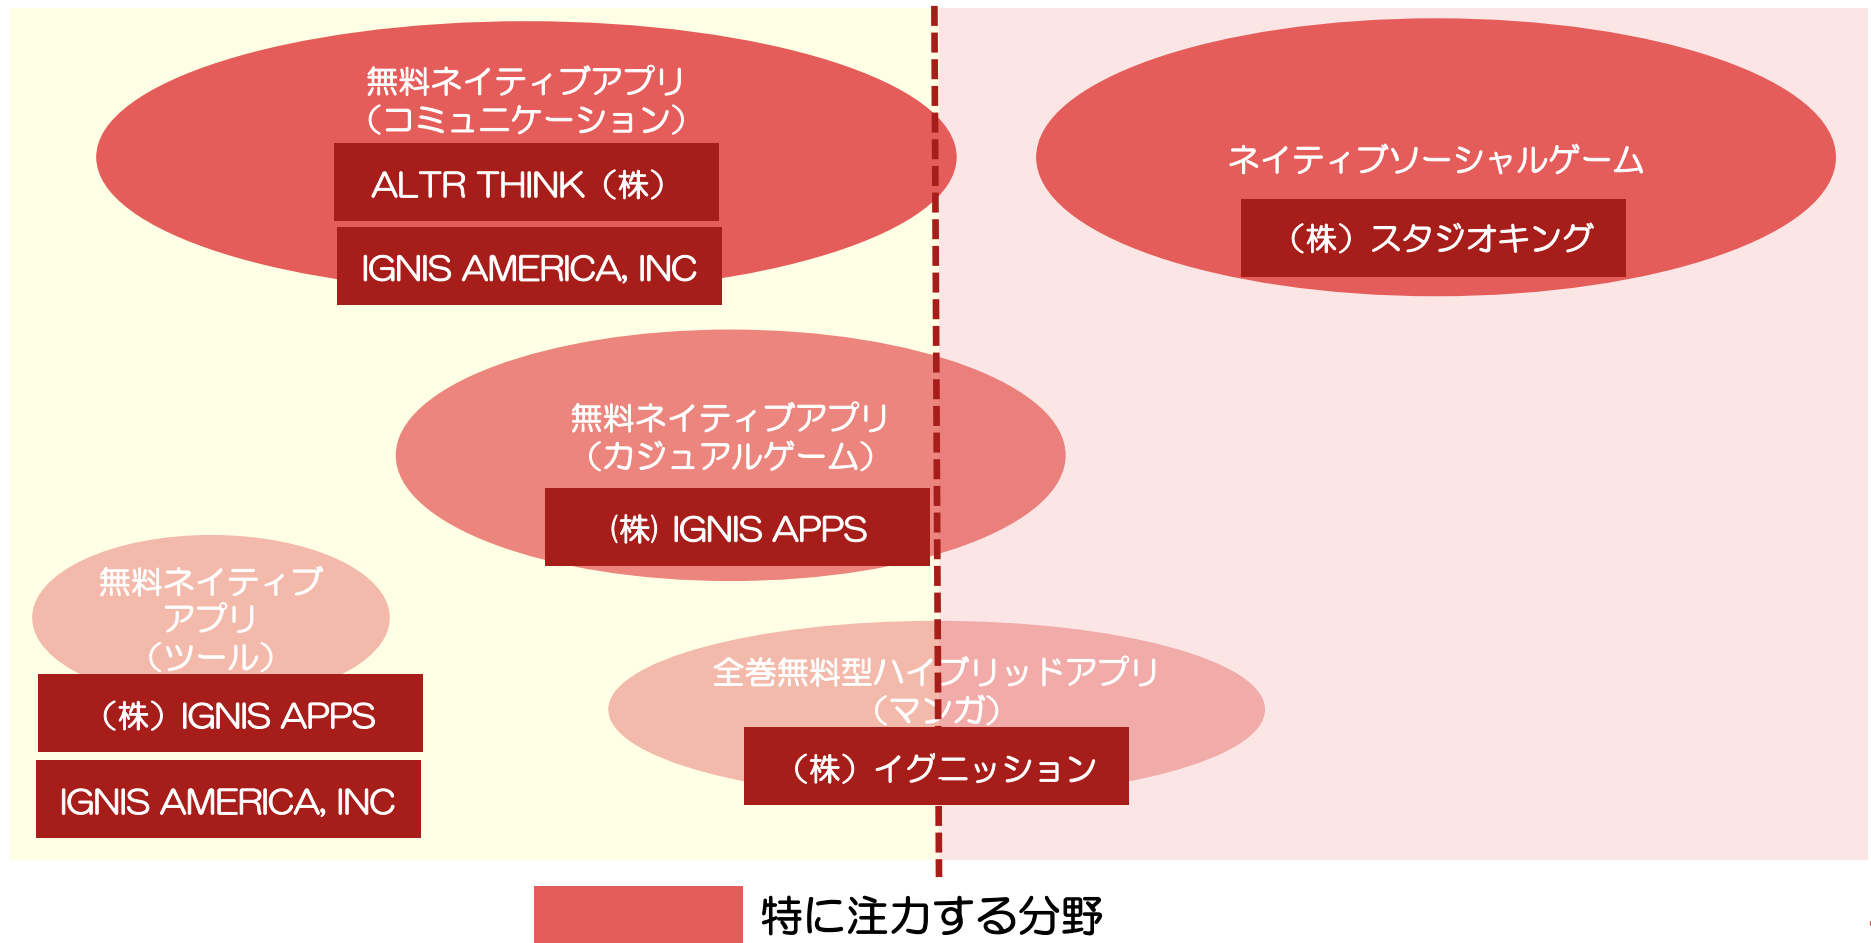 無料ネイティブアプリ
（コミュニケーション）
ALTR THINK（株）
IGNIS AMERICA, INC
ネイティブソーシャルゲーム
（株）スタジオキング
無料ネイティブアプリ
（カジュアルゲーム）
(株) IGNIS APPS
無料ネイティブ
アプリ
（ツール）
（株）IGNIS APPS
IGNIS AMERICA, INC
全巻無料型ハイブリッドアプリ
（マンガ）
（株）イグニッション
特に注力する分野